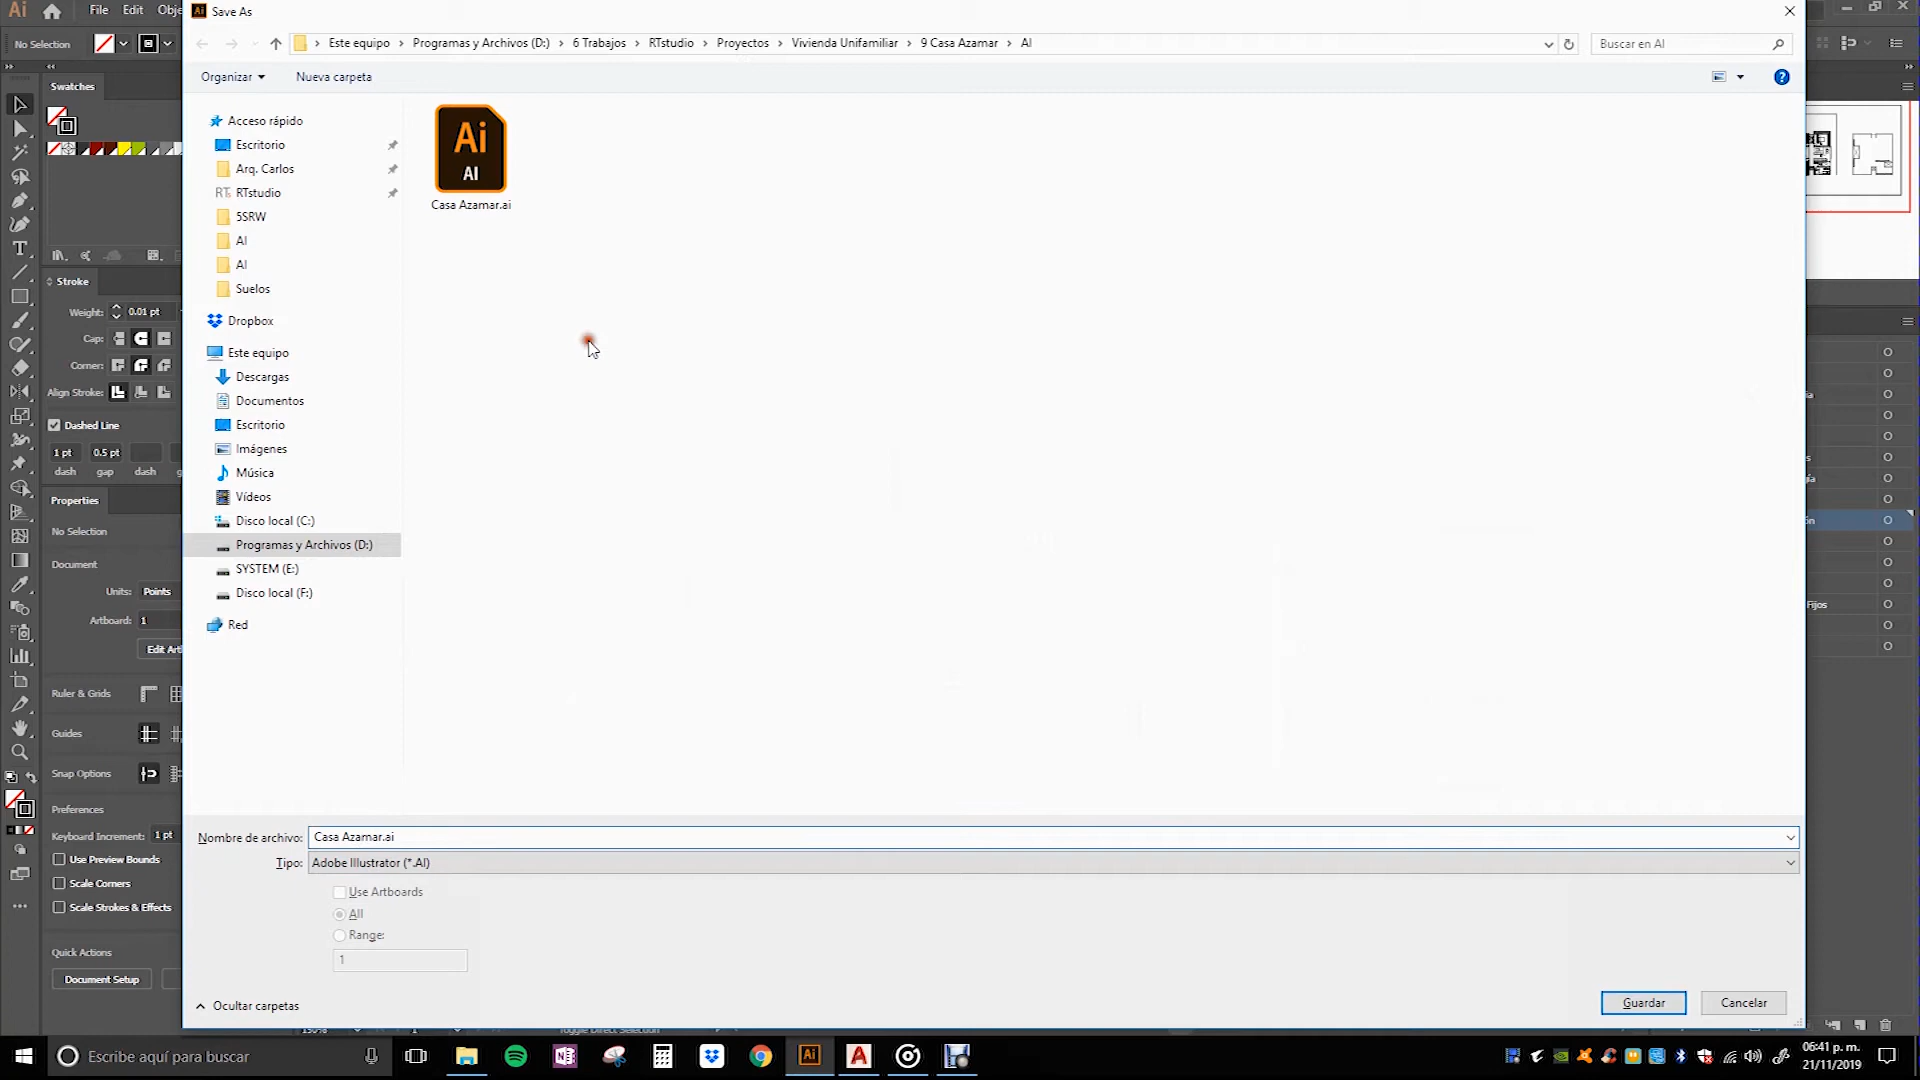 Ai
File
Edit
Obje
Save As
No Selection
Este equipo > Programas y Archivos (D:) > 6 Trabajos > RTstudio > Proyectos > Vivienda Unifamiliar > 9 Casa Azamar > AI
Buscar en AI
Organizar
Nueva carpeta
Swatches
Acceso rápido
Escritorio
Arq. Carlos
RTstudio
5SRW
AI
AI
Suelos
Dropbox
Este equipo
Descargas
Documentos
Escritorio
Imágenes
Música
Vídeos
Disco local (C:)
Programas y Archivos (D:)
SYSTEM (E:)
Disco local (F:)
Red
Ai
AI
Casa Azamar.ai
Stroke
Weight: 0.01 pt
Cap:
Corner:
Align Stroke:
Dashed Line
1 pt 0.5 pt
dash gap dash g
Properties
No Selection
Document
Units: Points
Artboard: 1
Edit Art
Ruler & Grids
Guides
Snap Options
Preferences
Keyboard Increment: 1 pt
Use Preview Bounds
Scale Corners
Scale Strokes & Effects
Quick Actions
Document Setup
Fijos
Nombre de archivo: Casa Azamar.ai
Tipo: Adobe Illustrator (*.AI)
Use Artboards
All
Range:
1
Ocultar carpetas
Guardar
Cancelar
Toggle Direct Selection
Escribe aquí para buscar
06:41 p. m.
21/11/2019